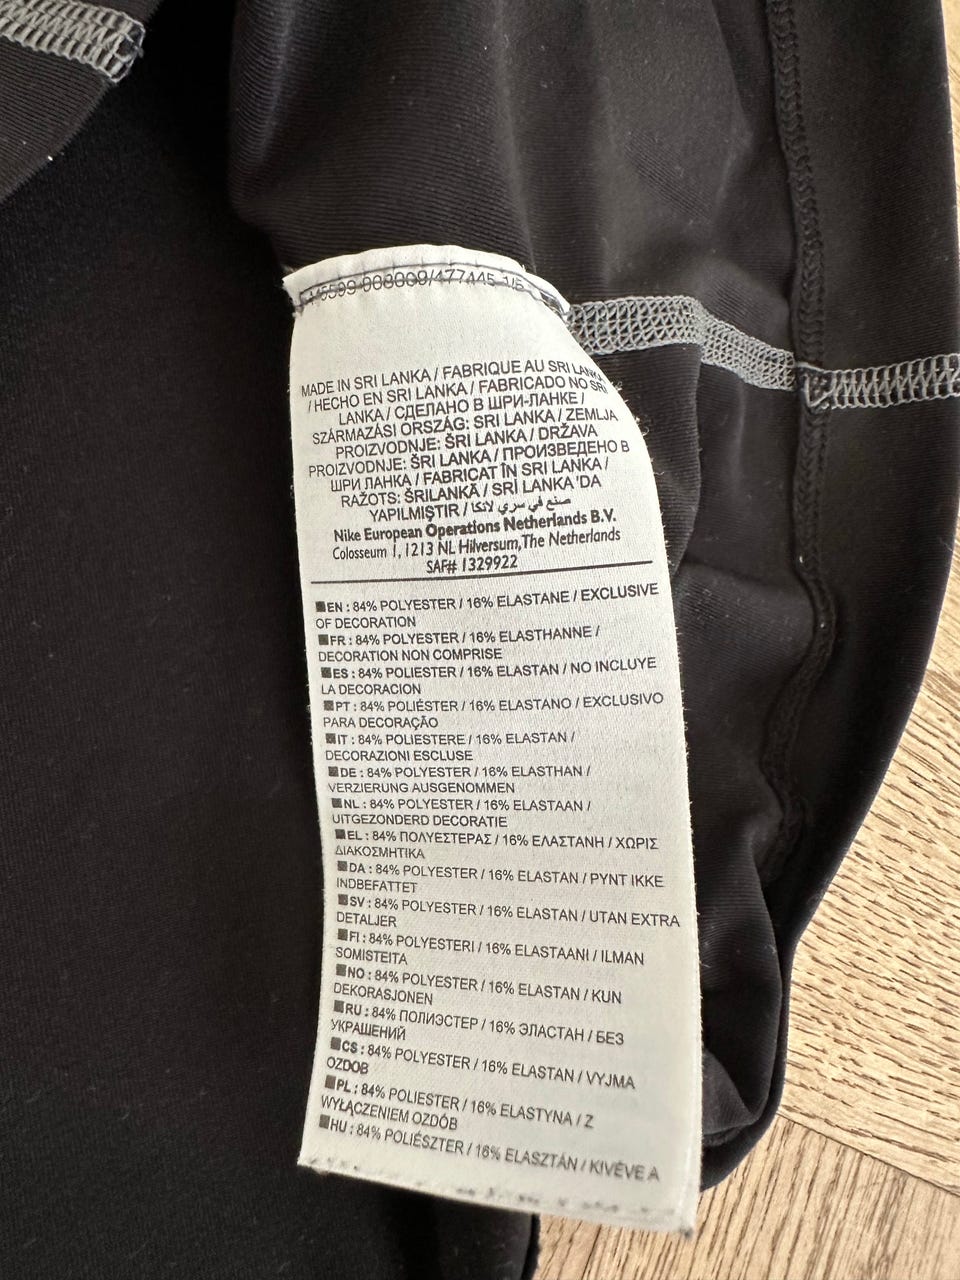 MADE IN SRI LANKA / FABRIQUE AU SRI LANKA
/ HECHO EN SRI LANKA / FABRICADO NO SRI
LANKA / СДЕЛАНО В ШРИ-ЛАНКЕ /
SZÁRMAZÁSI ORSZÁG: SRI LANKA / ZEMLJA
PROIZVODNJE: ŠRI LANKA / DRŽAVA
PROIZVODNJE: ŠRI LANKA / ПРОИЗВЕДЕНО В
ШРИ ЛАНКА / FABRICAT ÎN SRI LANKA /
RAŽOTS: ŠRILANKĀ / SRİ LANKA 'DA
YAPILMIŞTIR / صنع في سري لانكا
Nike European Operations Netherlands B.V.
Colosseum 1, 1213 NL Hilversum, The Netherlands
SAF# 1329922
EN : 84% POLYESTER / 16% ELASTANE / EXCLUSIVE
OF DECORATION
FR : 84% POLYESTER / 16% ELASTHANNE /
DECORATION NON COMPRISE
ES : 84% POLIESTER / 16% ELASTAN / NO INCLUYE
LA DECORACION
PT : 84% POLIÉSTER / 16% ELASTANO / EXCLUSIVO
PARA DECORAÇÃO
IT : 84% POLIESTERE / 16% ELASTAN /
DECORAZIONI ESCLUSE
DE : 84% POLYESTER / 16% ELASTHAN /
VERZIERUNG AUSGENOMMEN
NL : 84% POLYESTER / 16% ELASTAAN /
UITGEZONDERD DECORATIE
EL : 84% ΠΟΛΥΕΣΤΕΡΑΣ / 16% ΕΛΑΣΤΑΝΗ / ΧΩΡΙΣ
ΔΙΑΚΟΣΜΗΤΙΚΑ
DA : 84% POLYESTER / 16% ELASTAN / PYNT IKKE
INDBEFATTET
SV : 84% POLYESTER / 16% ELASTAN / UTAN EXTRA
DETALJER
FI : 84% POLYESTERI / 16% ELASTAANI / ILMAN
SOMISTEITA
NO : 84% POLYESTER / 16% ELASTAN / KUN
DEKORASJONEN
RU : 84% ПОЛИЭСТЕР / 16% ЭЛАСТАН / БЕЗ
УКРАШЕНИЙ
CS : 84% POLYESTER / 16% ELASTAN / VYJMA
OZDOB
PL : 84% POLIESTER / 16% ELASTYNA / Z
WYŁĄCZENIEM OZDÓB
HU : 84% POLIÉSZTER / 16% ELASZTÁN / KIVÉVE A